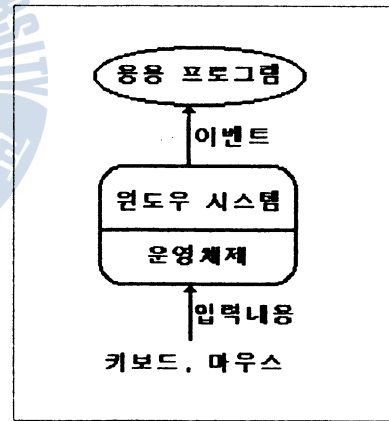 응용 프로그램
이벤트
윈도우 시스템
운영체제
입력내용
키보드, 마우스